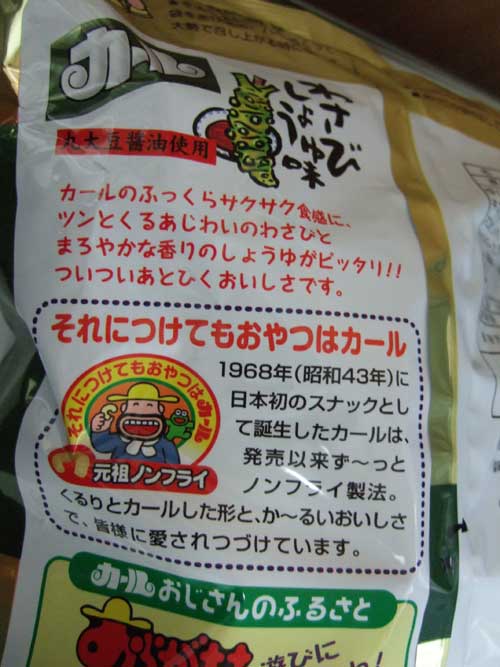 カール
わさび
しょうゆ味
丸大豆醤油使用
カールのふっくらサクサク食感に、
ツンとくるあじわいのわさびと
まろやかな香りのしょうゆがピッタリ!!
ついついあとひくおいしさです。
それにつけてもおやつはカール
それにつけてもおやつはカール
元祖ノンフライ
1968年(昭和43年)に
日本初のスナックとし
て誕生したカールは、
発売以来ず〜っと
ノンフライ製法。
くるりとカールした形と、か〜るいおいしさ
で、皆様に愛されつづけています。
カールおじさんのふるさと
遊びに